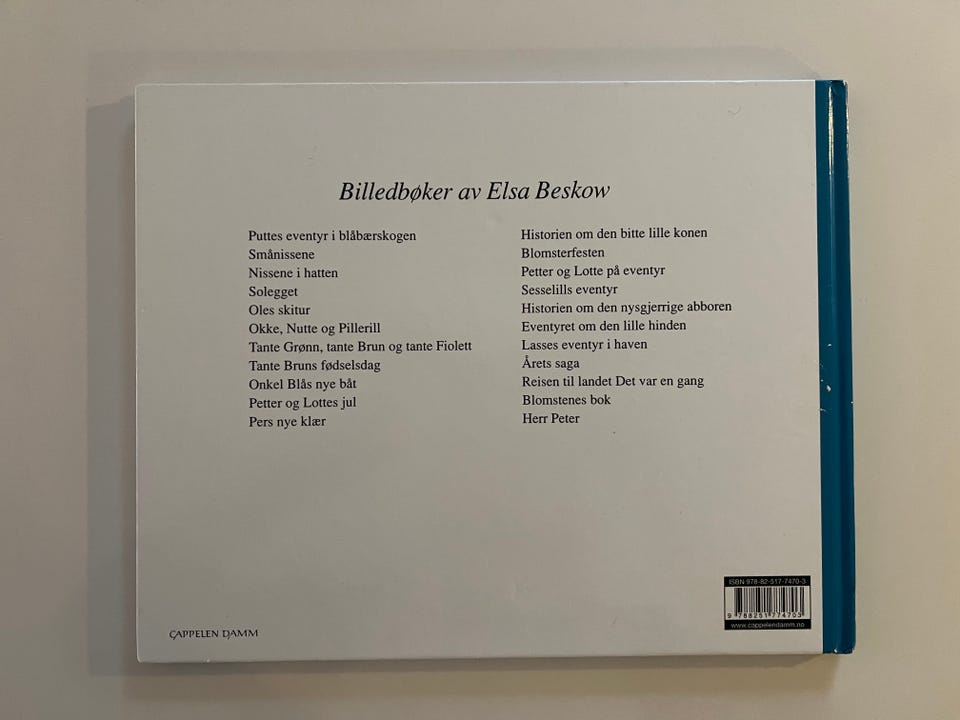 Billedbøker av Elsa Beskow
Puttes eventyr i blåbærskogen
Smånissene
Nissene i hatten
Solegget
Oles skitur
Okke, Nutte og Pillerill
Tante Grønn, tante Brun og tante Fiolett
Tante Bruns fødselsdag
Onkel Blås nye båt
Petter og Lottes jul
Pers nye klær
Historien om den bitte lille konen
Blomsterfesten
Petter og Lotte på eventyr
Sesselills eventyr
Historien om den nysgjerrige abboren
Eventyret om den lille hinden
Lasses eventyr i haven
Årets saga
Reisen til landet Det var en gang
Blomstenes bok
Herr Peter
CAPPELEN DAMM
ISBN 978-82-517-7470-3
9 788251 774703
www.cappelendamm.no